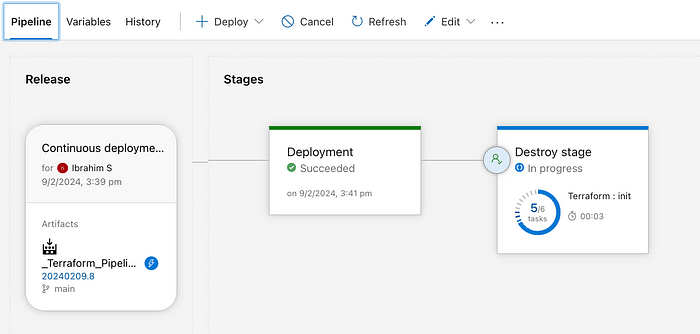 Pipeline Variables History Deploy Cancel Refresh Edit ...
Release
Stages
Continuous deployme...
for Ibrahim S
9/2/2024, 3:39 pm
Artifacts
_Terraform_Pipeli...
20240209.8
main
Deployment
Succeeded
on 9/2/2024, 3:41 pm
Destroy stage
In progress
5/6
tasks
Terraform : init
00:03